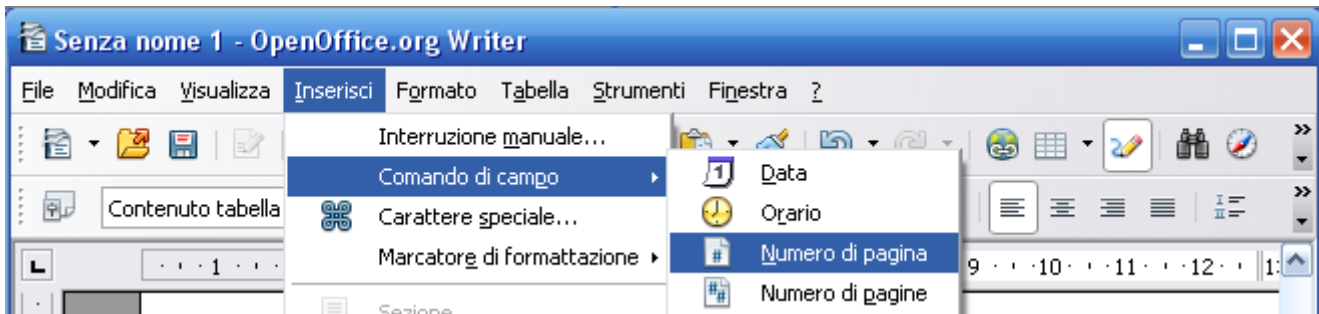 Senza nome 1 - OpenOffice.org Writer
File Modifica Visualizza Inserisci Formato Tabella Strumenti Finestra ?
Interruzione manuale...
Comando di campo
Data
Contenuto tabella
Carattere speciale...
Orario
Marcatore di formattazione
Numero di pagina
1
9 10 11 12
Sezione
Numero di pagine